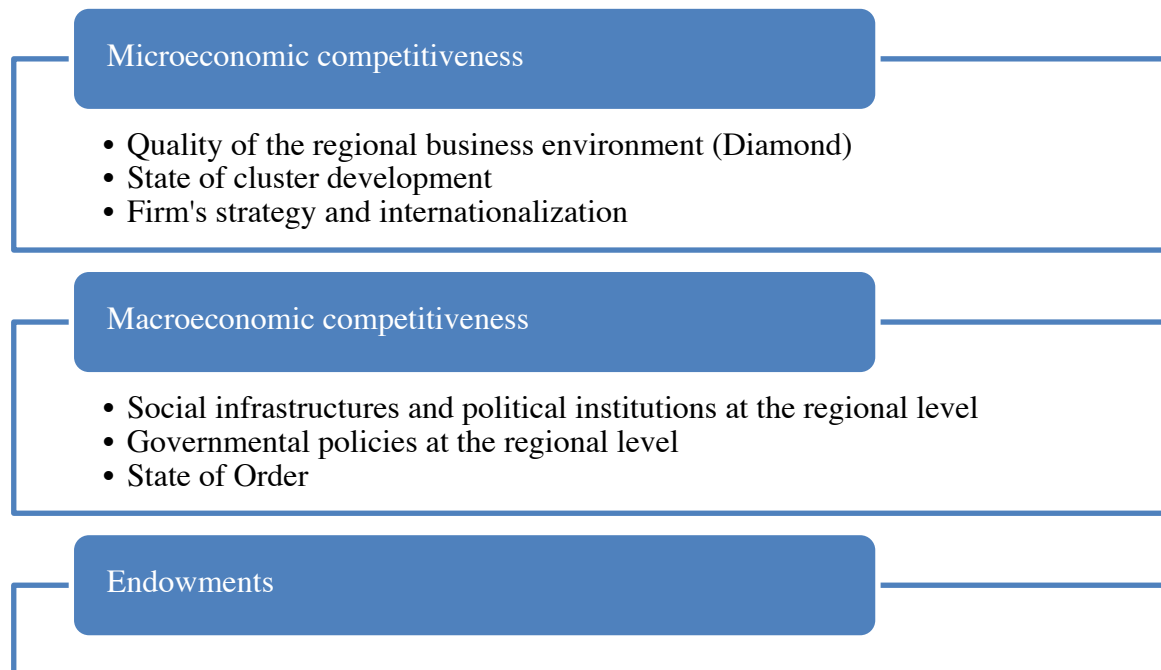 Microeconomic competitiveness
• Quality of the regional business environment (Diamond)
• State of cluster development
• Firm's strategy and internationalization
Macroeconomic competitiveness
• Social infrastructures and political institutions at the regional level
• Governmental policies at the regional level
• State of Order
Endowments